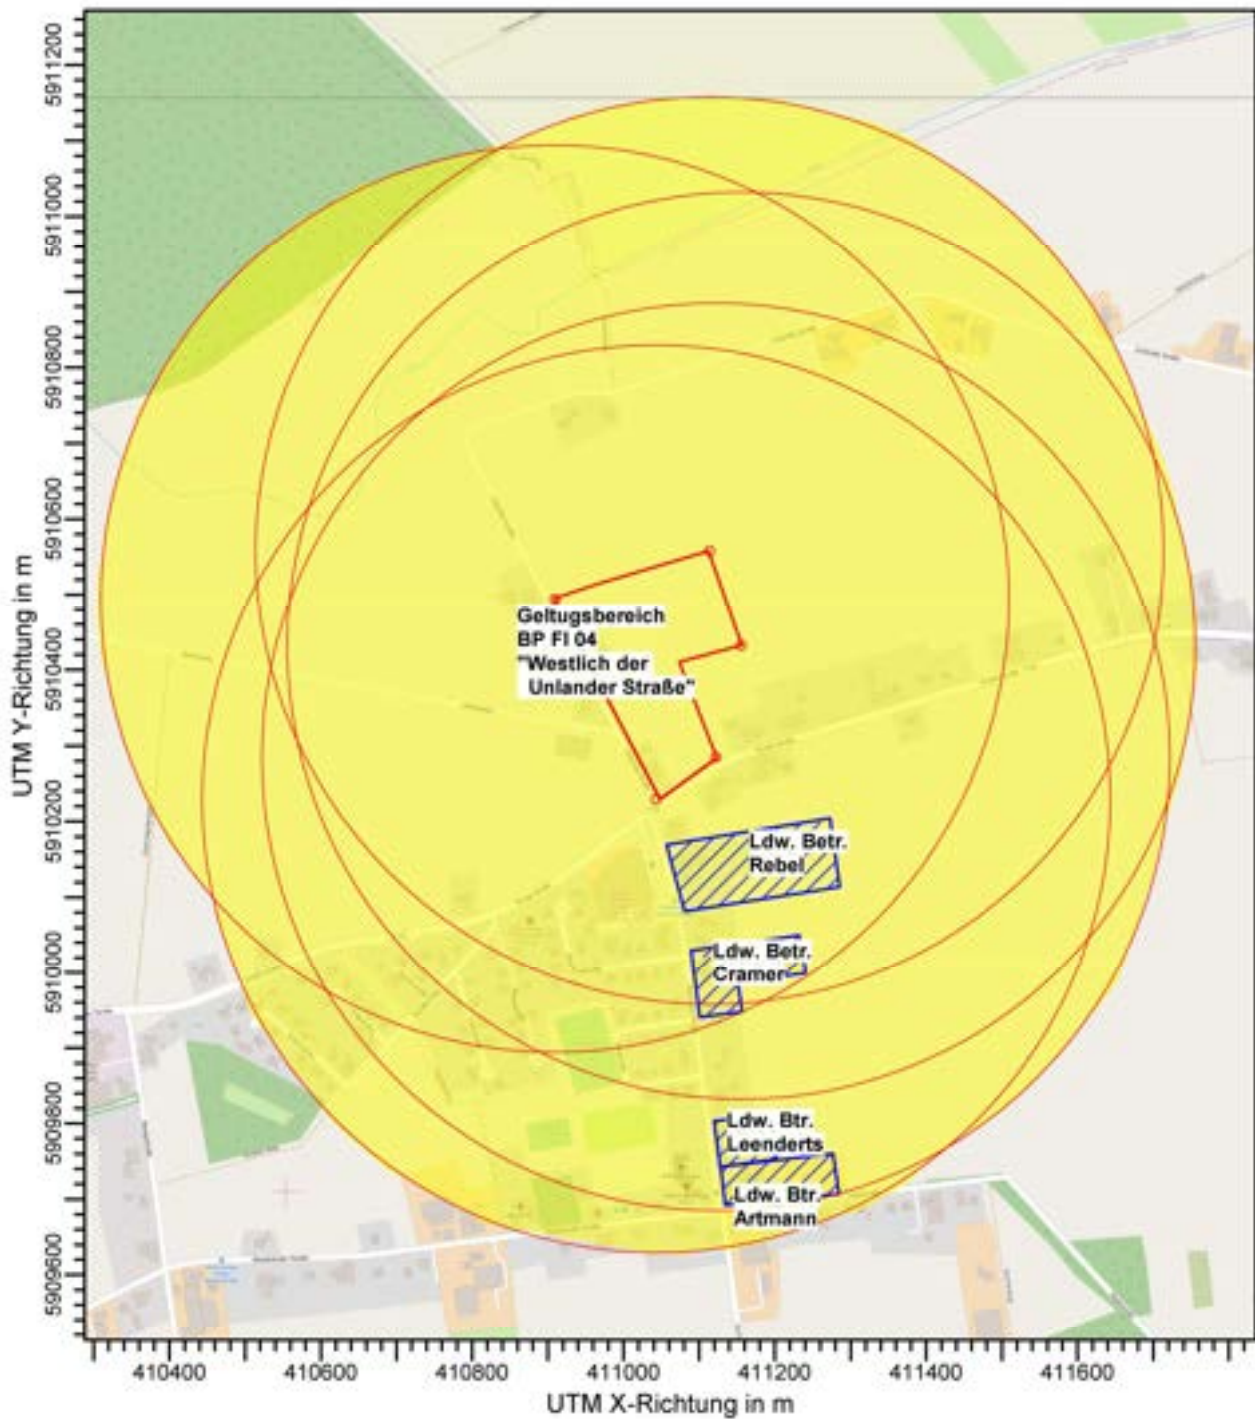 5911200
5911000
5910800
5910600
5910400
5910200
5910000
5909800
5909600
UTM Y-Richtung in m
Geltugsbereich
BP FI 04
"Westlich der
Unlander Straße"
Ldw. Betr.
Rebel
Ldw. Betr.
Cramer
Ldw. Btr.
Leenderts
Ldw. Btr.
Artmann
410400
410600
410800
411000
411200
411400
411600
UTM X-Richtung in m